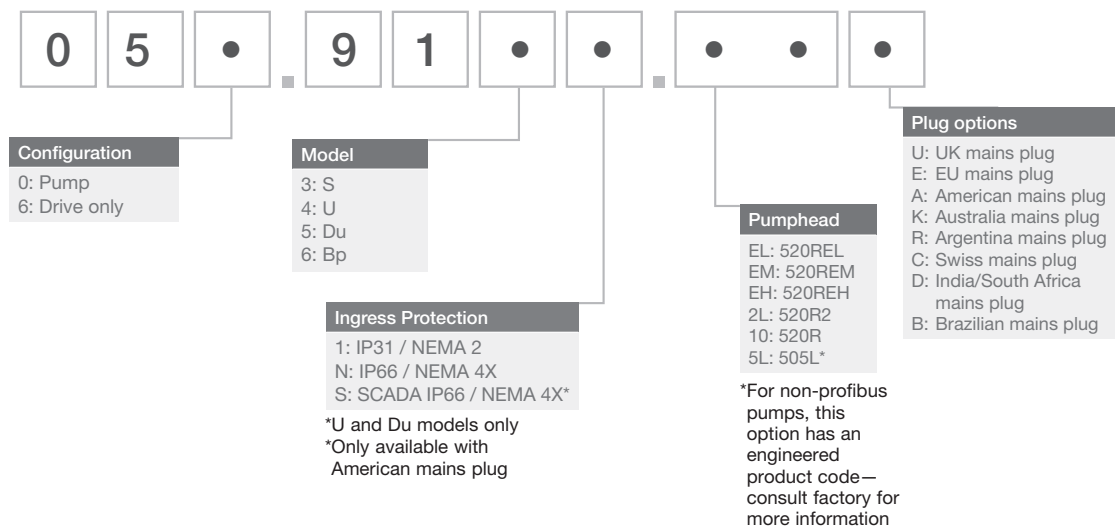 0 5 • . 9 1 • • . • • •
Configuration
0: Pump
6: Drive only
Model
3: S
4: U
5: Du
6: Bp
Ingress Protection
1: IP31 / NEMA 2
N: IP66 / NEMA 4X
S: SCADA IP66 / NEMA 4X*
*U and Du models only
*Only available with
American mains plug
Pumphead
EL: 520REL
EM: 520REM
EH: 520REH
2L: 520R2
10: 520R
5L: 505L*
*For non-profibus
pumps, this
option has an
engineered
product code—
consult factory for
more information
Plug options
U: UK mains plug
E: EU mains plug
A: American mains plug
K: Australia mains plug
R: Argentina mains plug
C: Swiss mains plug
D: India/South Africa
mains plug
B: Brazilian mains plug